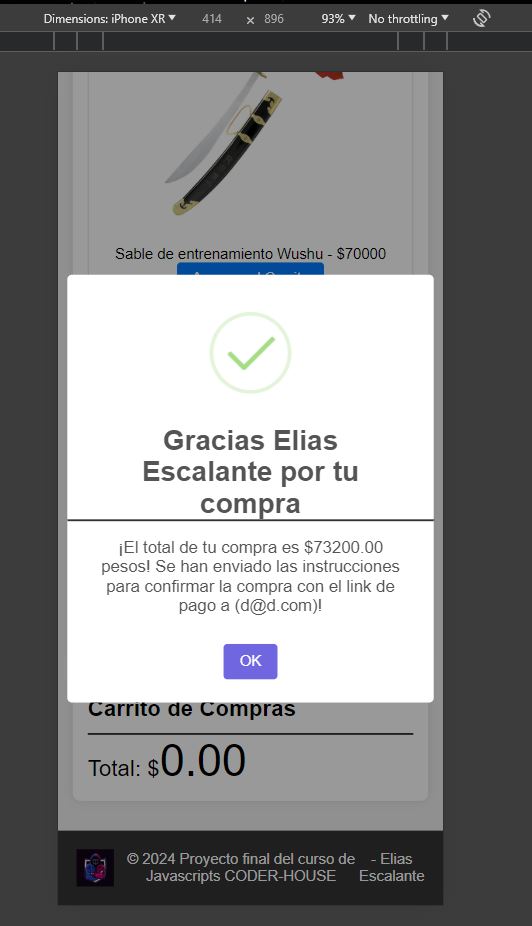 Dimensions: iPhone XR 414 × 896 93% No throttling
Sable de entrenamiento Wushu - $70000
Gracias Elias
Escalante por tu
compra
¡El total de tu compra es $73200.00
pesos! Se han enviado las instrucciones
para confirmar la compra con el link de
pago a (d@d.com)!
OK
Carrito de Compras
Total: $0.00
© 2024 Proyecto final del curso de
Javascripts CODER-HOUSE
- Elias
Escalante